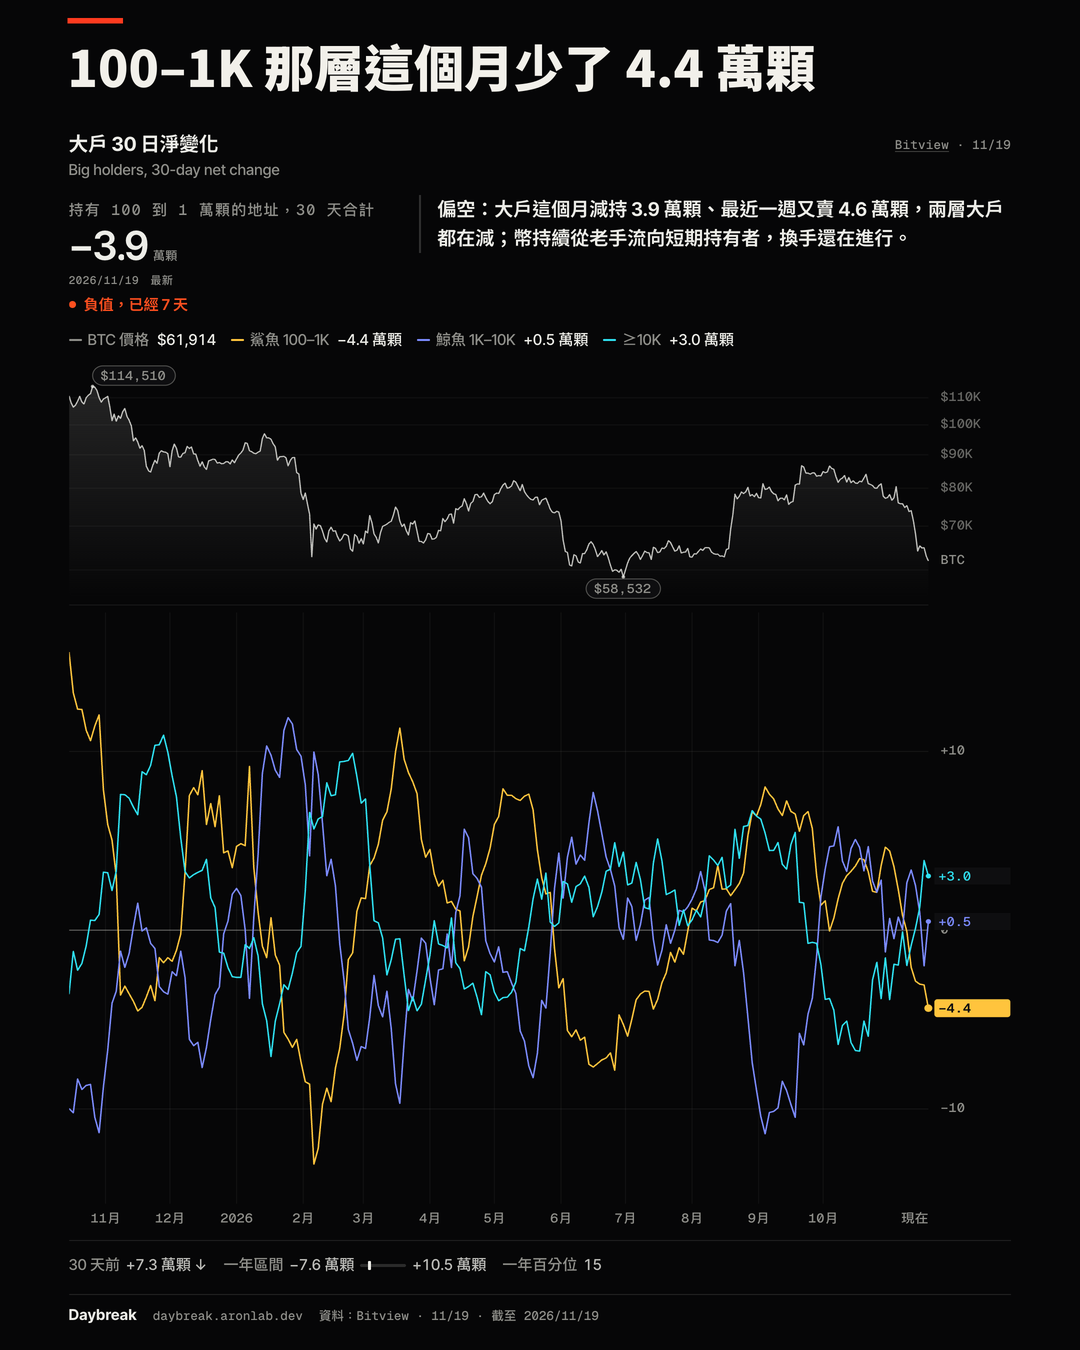 100–1K 那層這個月少了 4.4 萬顆
大戶 30 日淨變化
Bitview · 11/19
Big holders, 30-day net change
持有 100 到 1 萬顆的地址，30 天合計
−3.9 萬顆
2026/11/19 最新
負值，已經 7 天
偏空：大戶這個月減持 3.9 萬顆、最近一週又賣 4.6 萬顆，兩層大戶
都在減；幣持續從老手流向短期持有者，換手還在進行。
BTC 價格 $61,914 鯊魚 100–1K −4.4 萬顆 鯨魚 1K–10K +0.5 萬顆 ≥10K +3.0 萬顆
$114,510
$110K
$100K
$90K
$80K
$70K
BTC
$58,532
+10
+3.0
+0.5
0
−4.4
−10
11月 12月 2026 2月 3月 4月 5月 6月 7月 8月 9月 10月 現在
30 天前 +7.3 萬顆 ↓ 一年區間 −7.6 萬顆 +10.5 萬顆 一年百分位 15
Daybreak daybreak.aronlab.dev 資料：Bitview · 11/19 · 截至 2026/11/19